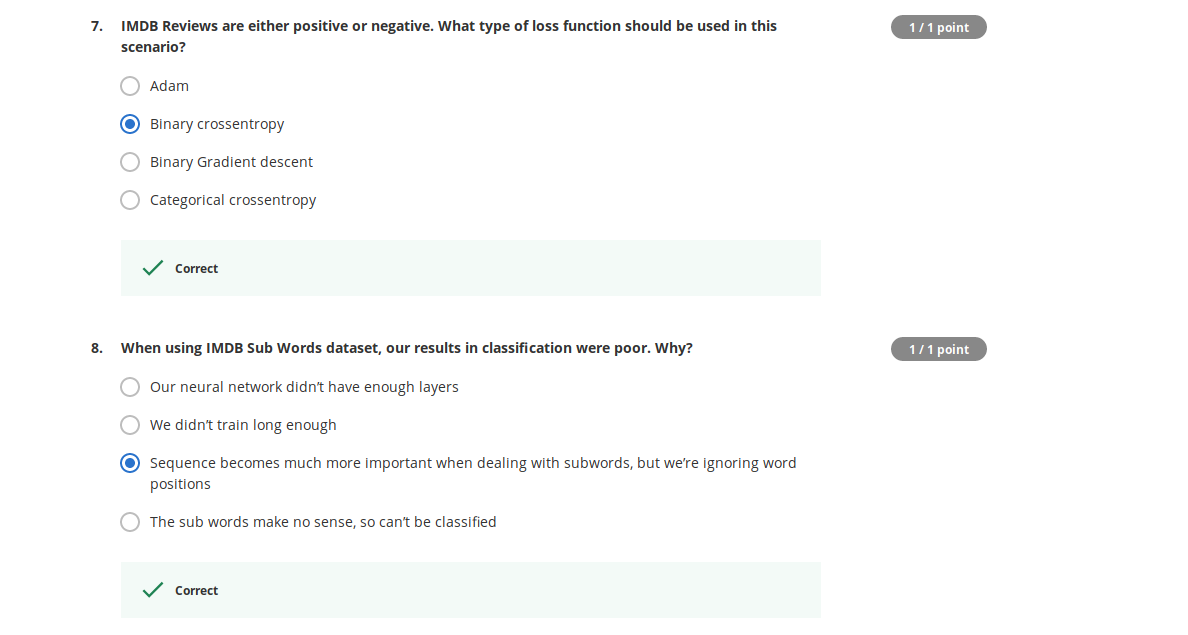 7. IMDB Reviews are either positive or negative. What type of loss function should be used in this
scenario?
1 / 1 point
Adam
Binary crossentropy
Binary Gradient descent
Categorical crossentropy
Correct
8. When using IMDB Sub Words dataset, our results in classification were poor. Why?
1 / 1 point
Our neural network didn’t have enough layers
We didn’t train long enough
Sequence becomes much more important when dealing with subwords, but we’re ignoring word
positions
The sub words make no sense, so can’t be classified
Correct